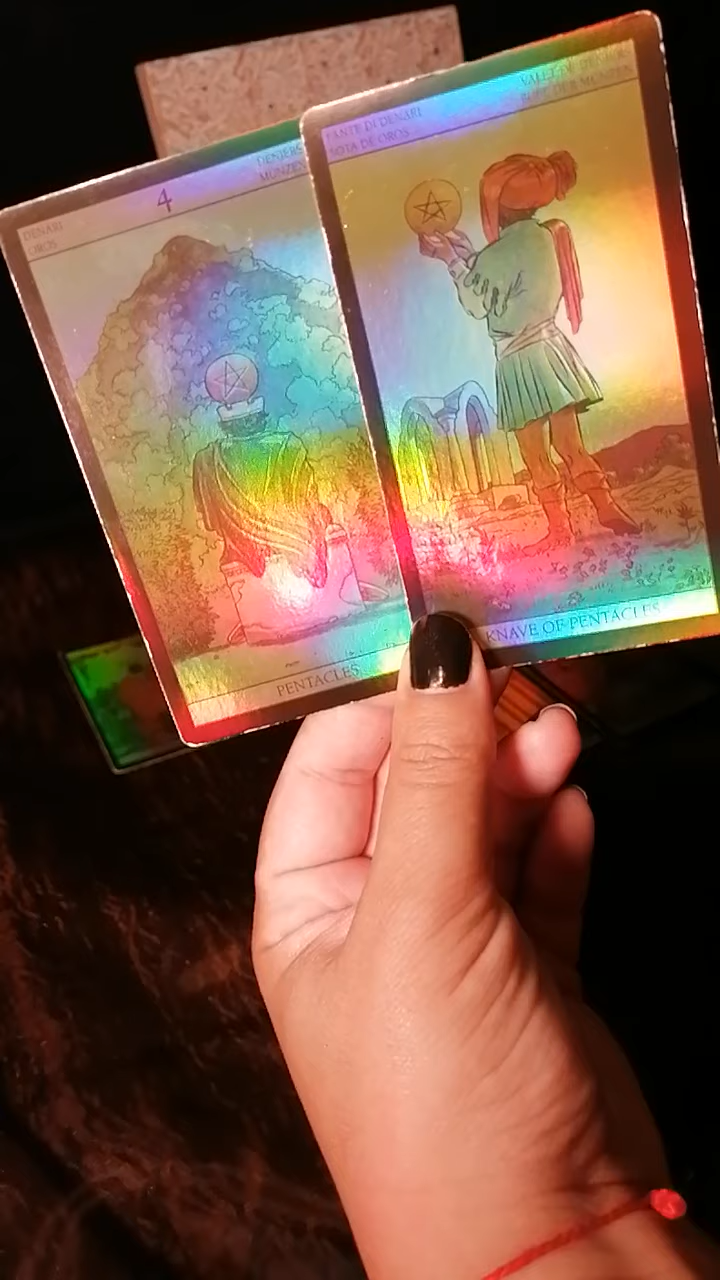 DENARI
OROS
4
DENIERS
MÜNZEN
PENTACLES
FANTE DI DENARI
SOTA DE OROS
VALET DE DENIERS
BUBE DER MÜNZEN
KNAVE OF PENTACLES